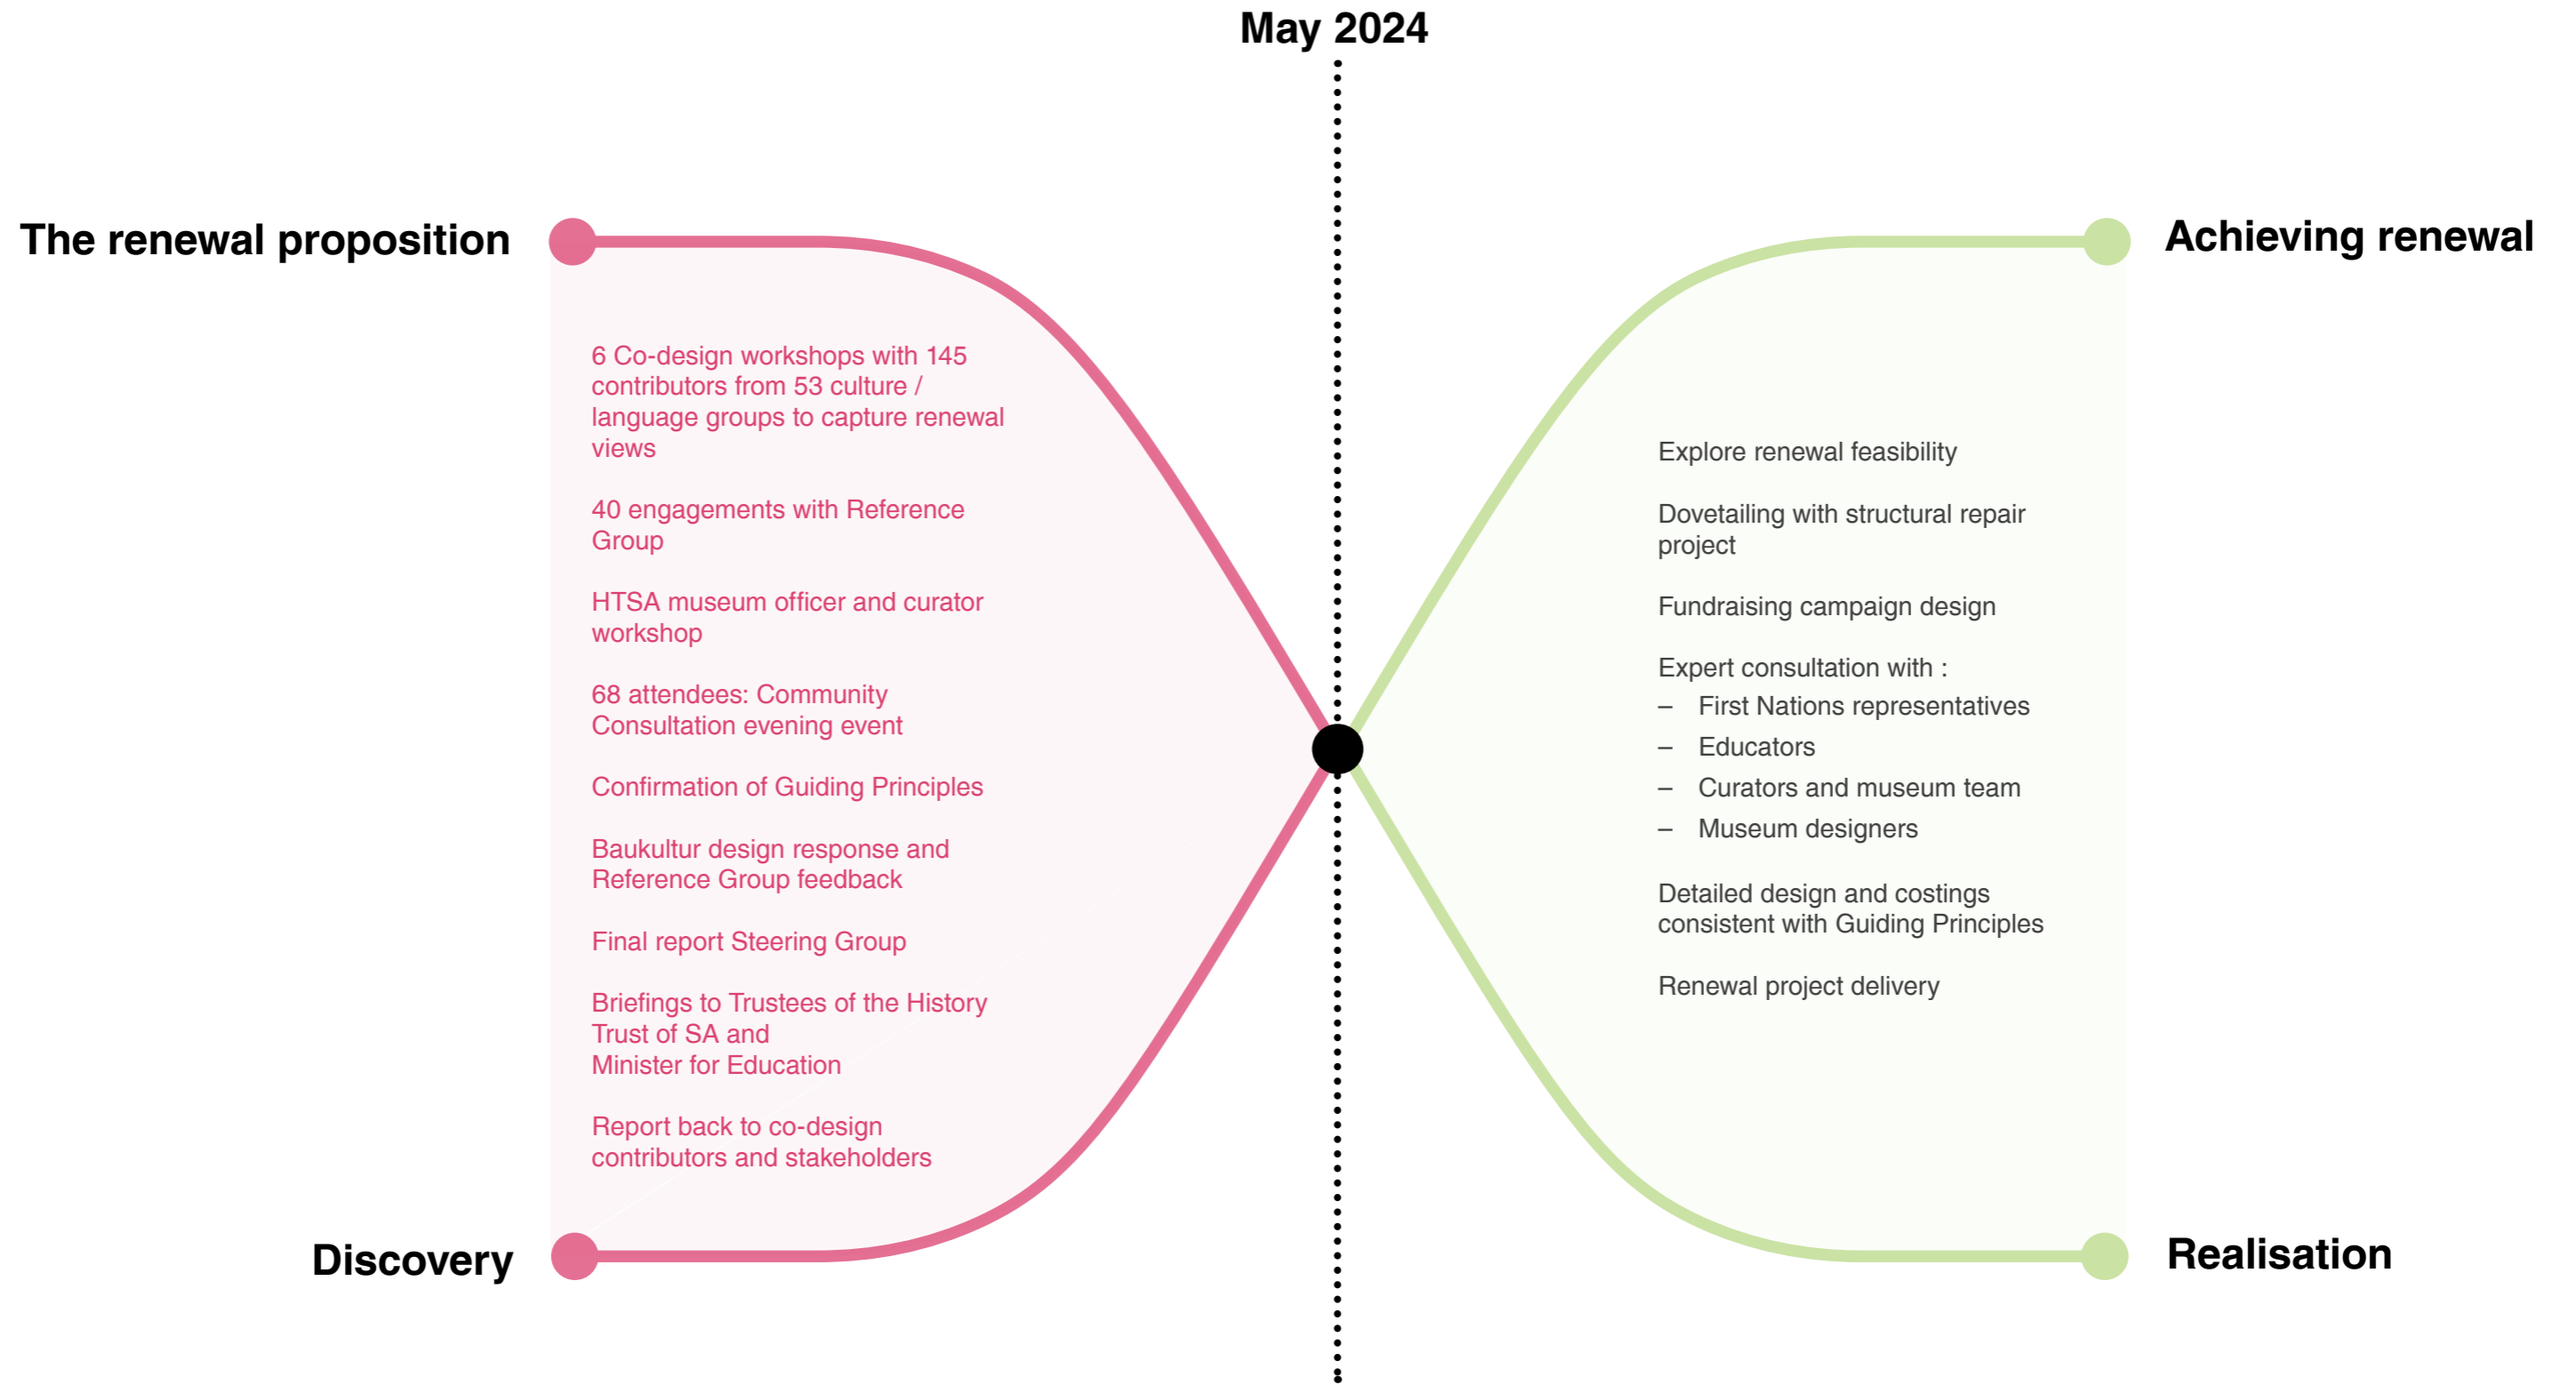 May 2024
The renewal proposition
6 Co-design workshops with 145
contributors from 53 culture /
language groups to capture renewal
views
40 engagements with Reference
Group
HTSA museum officer and curator
workshop
68 attendees: Community
Consultation evening event
Confirmation of Guiding Principles
Baukultur design response and
Reference Group feedback
Final report Steering Group
Briefings to Trustees of the History
Trust of SA and
Minister for Education
Report back to co-design
contributors and stakeholders
Discovery
Achieving renewal
Explore renewal feasibility
Dovetailing with structural repair
project
Fundraising campaign design
Expert consultation with :
– First Nations representatives
– Educators
– Curators and museum team
– Museum designers
Detailed design and costings
consistent with Guiding Principles
Renewal project delivery
Realisation